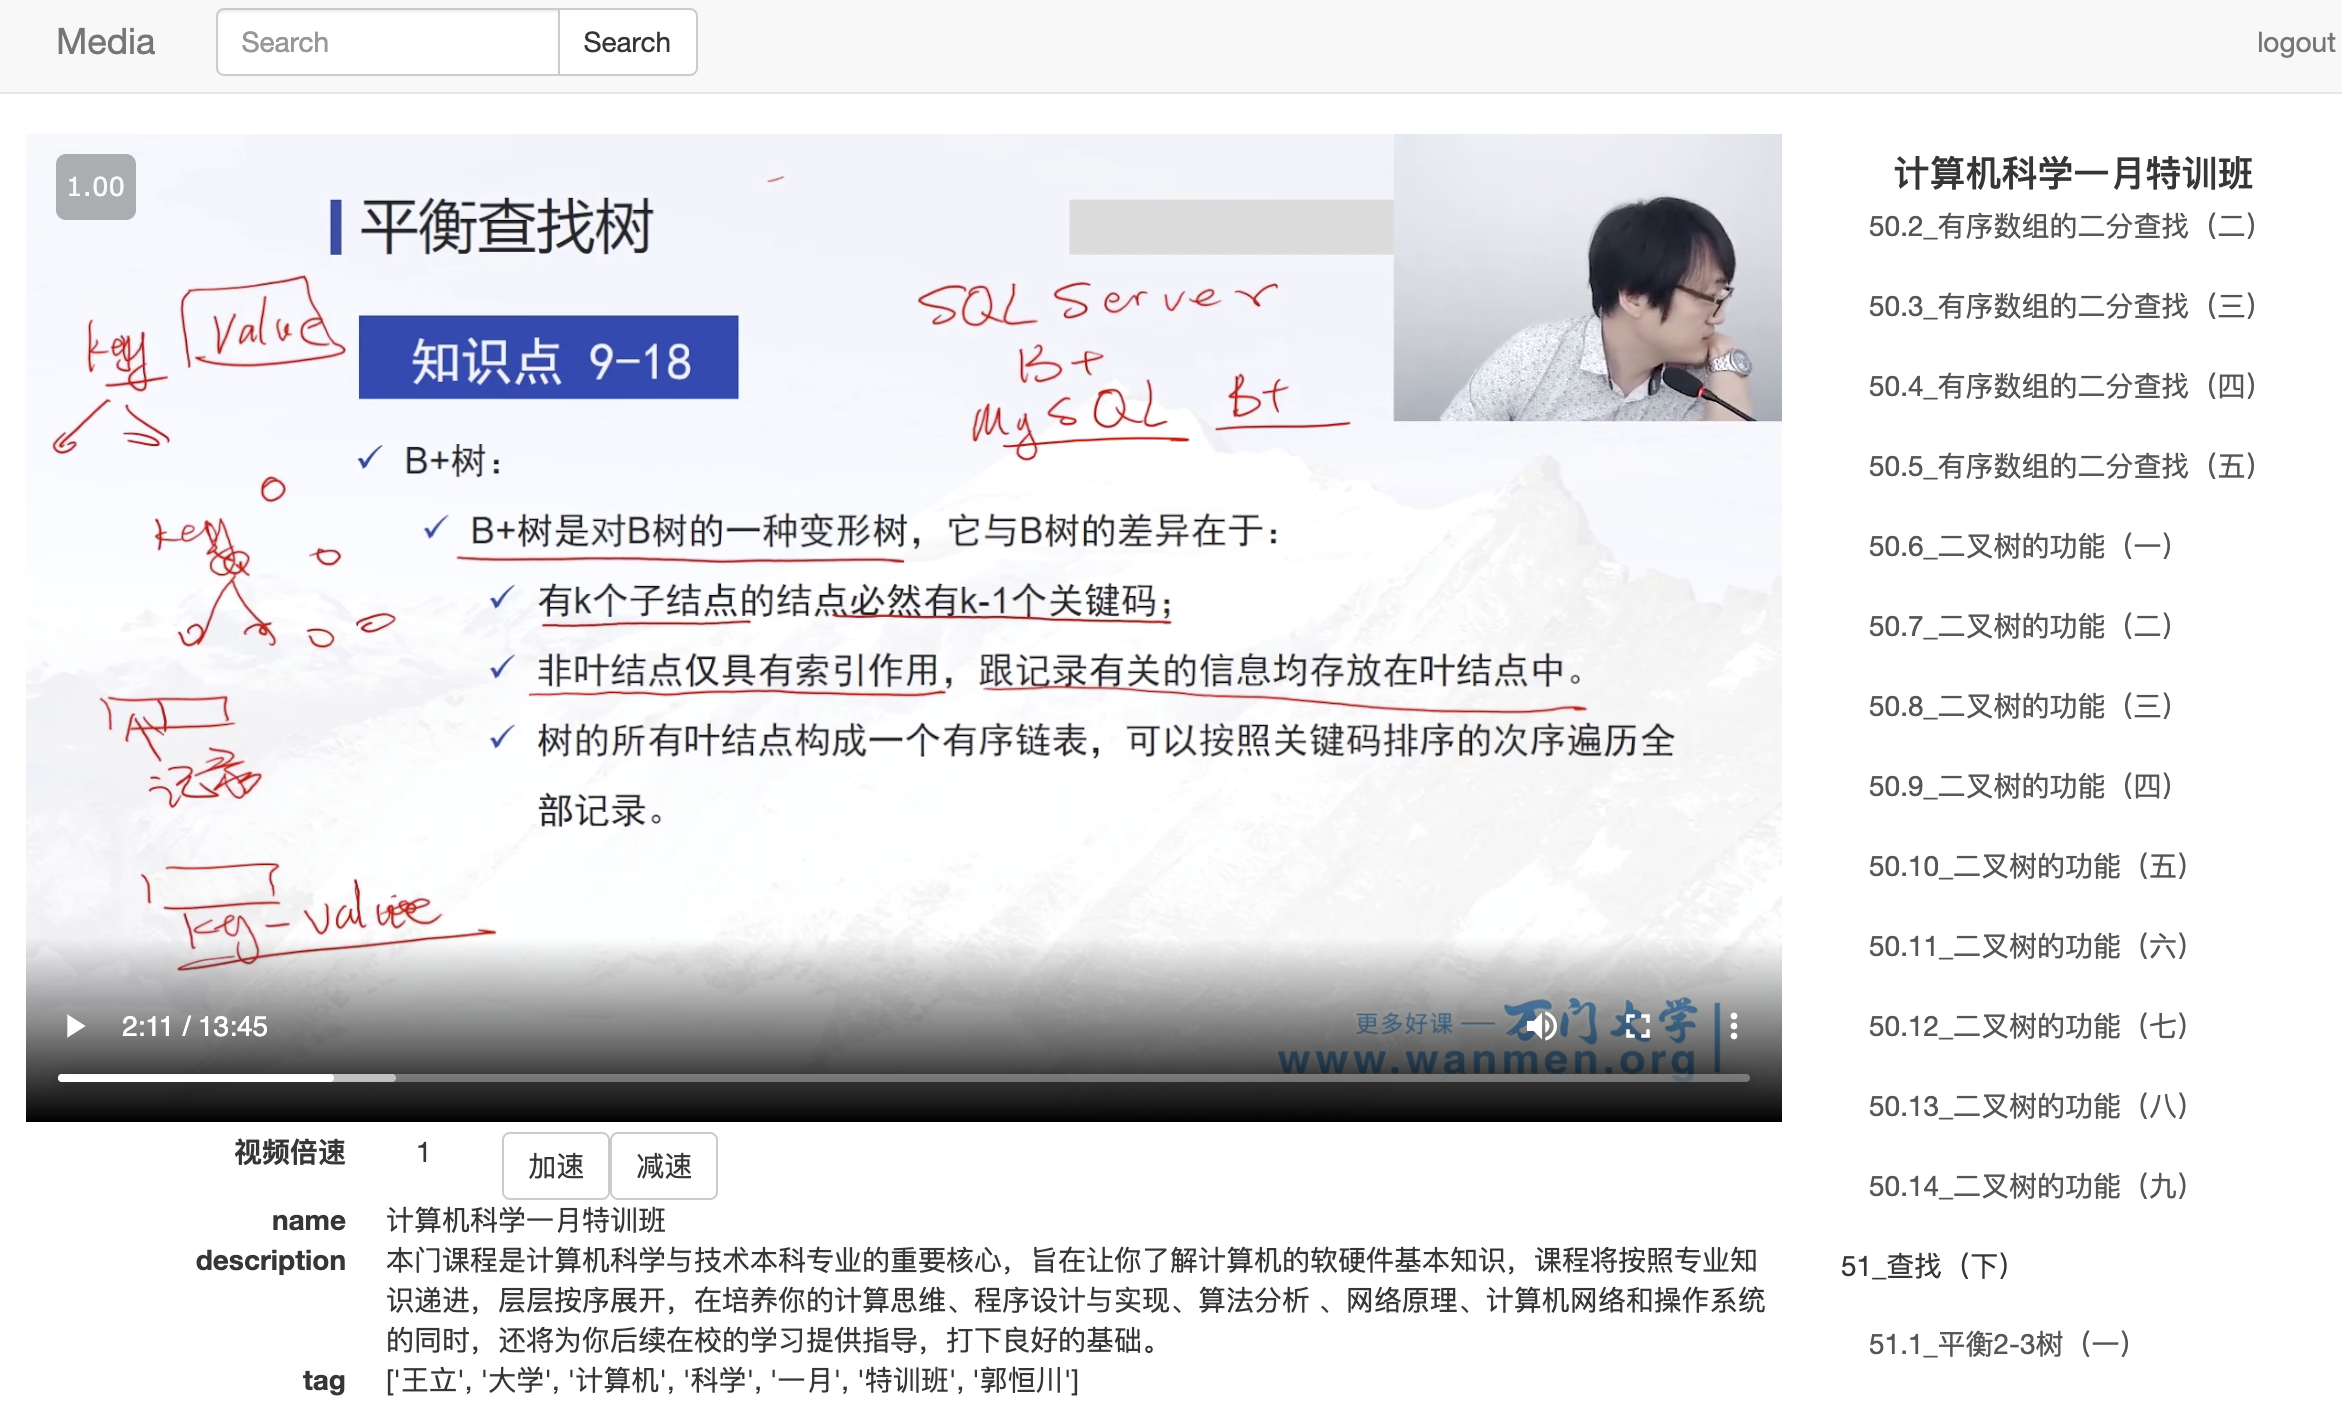 Media
Search
Search
logout
1.00
平衡查找树
知识点 9-18
key
value
SQL Server
B+
MySQL B+
✓ B+树：
✓ B+树是对B树的一种变形树，它与B树的差异在于：
✓ 有k个子结点的结点必然有k-1个关键码；
✓ 非叶结点仅具有索引作用，跟记录有关的信息均存放在叶结点中。
✓ 树的所有叶结点构成一个有序链表，可以按照关键码排序的次序遍历全
部记录。
key
记录
key-value
更多好课 — 万门大学
www.wanmen.org
2:11 / 13:45
视频倍速 1 加速 减速
name 计算机科学一月特训班
description 本门课程是计算机科学与技术本科专业的重要核心，旨在让你了解计算机的软硬件基本知识，课程将按照专业知
识递进，层层按序展开，在培养你的计算思维、程序设计与实现、算法分析 、网络原理、计算机网络和操作系统
的同时，还将为你后续在校的学习提供指导，打下良好的基础。
tag ['王立', '大学', '计算机', '科学', '一月', '特训班', '郭恒川']
计算机科学一月特训班
50.2_有序数组的二分查找（二）
50.3_有序数组的二分查找（三）
50.4_有序数组的二分查找（四）
50.5_有序数组的二分查找（五）
50.6_二叉树的功能（一）
50.7_二叉树的功能（二）
50.8_二叉树的功能（三）
50.9_二叉树的功能（四）
50.10_二叉树的功能（五）
50.11_二叉树的功能（六）
50.12_二叉树的功能（七）
50.13_二叉树的功能（八）
50.14_二叉树的功能（九）
51_查找（下）
51.1_平衡2-3树（一）